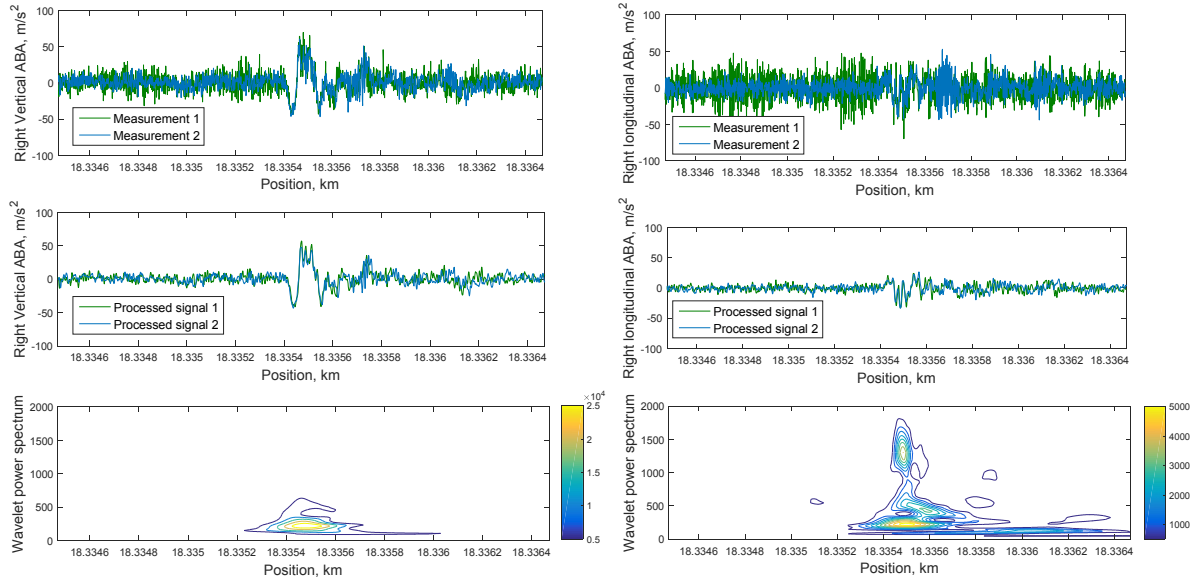 Right Vertical ABA, m/s²
100
50
0
-50
-100
Measurement 1
Measurement 2
18.3346 18.3348 18.335 18.3352 18.3354 18.3356 18.3358 18.336 18.3362 18.3364
Position, km
Right longitudinal ABA, m/s²
100
50
0
-50
-100
Measurement 1
Measurement 2
18.3346 18.3348 18.335 18.3352 18.3354 18.3356 18.3358 18.336 18.3362 18.3364
Position, km
Right Vertical ABA, m/s²
100
50
0
-50
-100
Processed signal 1
Processed signal 2
18.3346 18.3348 18.335 18.3352 18.3354 18.3356 18.3358 18.336 18.3362 18.3364
Position, km
Right longitudinal ABA, m/s²
100
50
0
-50
-100
Processed signal 1
Processed signal 2
18.3346 18.3348 18.335 18.3352 18.3354 18.3356 18.3358 18.336 18.3362 18.3364
Position, km
Wavelet power spectrum
2000
1500
1000
500
0
18.3346 18.3348 18.335 18.3352 18.3354 18.3356 18.3358 18.336 18.3362 18.3364
Position, km
×10⁴
2.5
2
1.5
1
0.5
Wavelet power spectrum
2000
1500
1000
500
0
18.3346 18.3348 18.335 18.3352 18.3354 18.3356 18.3358 18.336 18.3362 18.3364
Position, km
5000
4000
3000
2000
1000